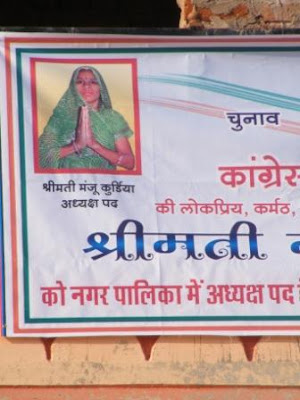 चुनाव
कांग्रेस
श्रीमती मंजू कुर्डिया
अध्यक्ष पद
की लोकप्रिय, कर्मठ,
श्रीमती
को नगर पालिका में अध्यक्ष पद